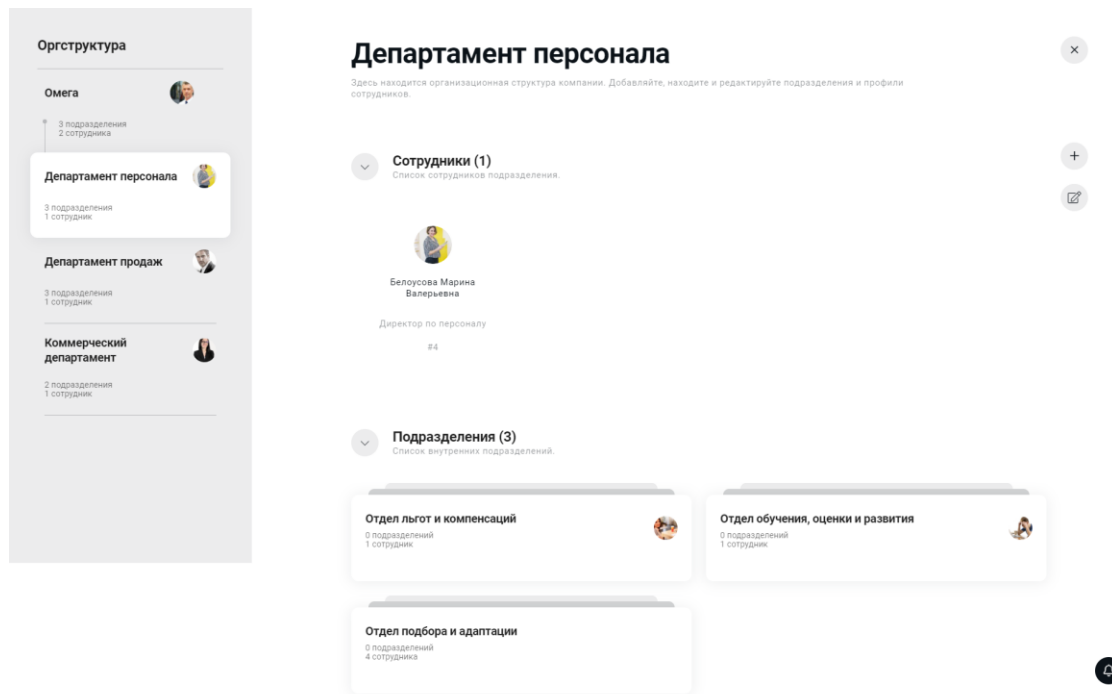 Оргструктура
Омега
3 подразделения
2 сотрудника
Департамент персонала
3 подразделения
1 сотрудник
Департамент продаж
3 подразделения
1 сотрудник
Коммерческий
департамент
2 подразделения
1 сотрудник
Департамент персонала
Здесь находится организационная структура компании. Добавляйте, находите и редактируйте подразделения и профили
сотрудников.
Сотрудники (1)
Список сотрудников подразделения.
Белоусова Марина
Валерьевна
Директор по персоналу
#4
Подразделения (3)
Список внутренних подразделений.
Отдел льгот и компенсаций
0 подразделений
1 сотрудник
Отдел обучения, оценки и развития
0 подразделений
1 сотрудник
Отдел подбора и адаптации
0 подразделений
4 сотрудника